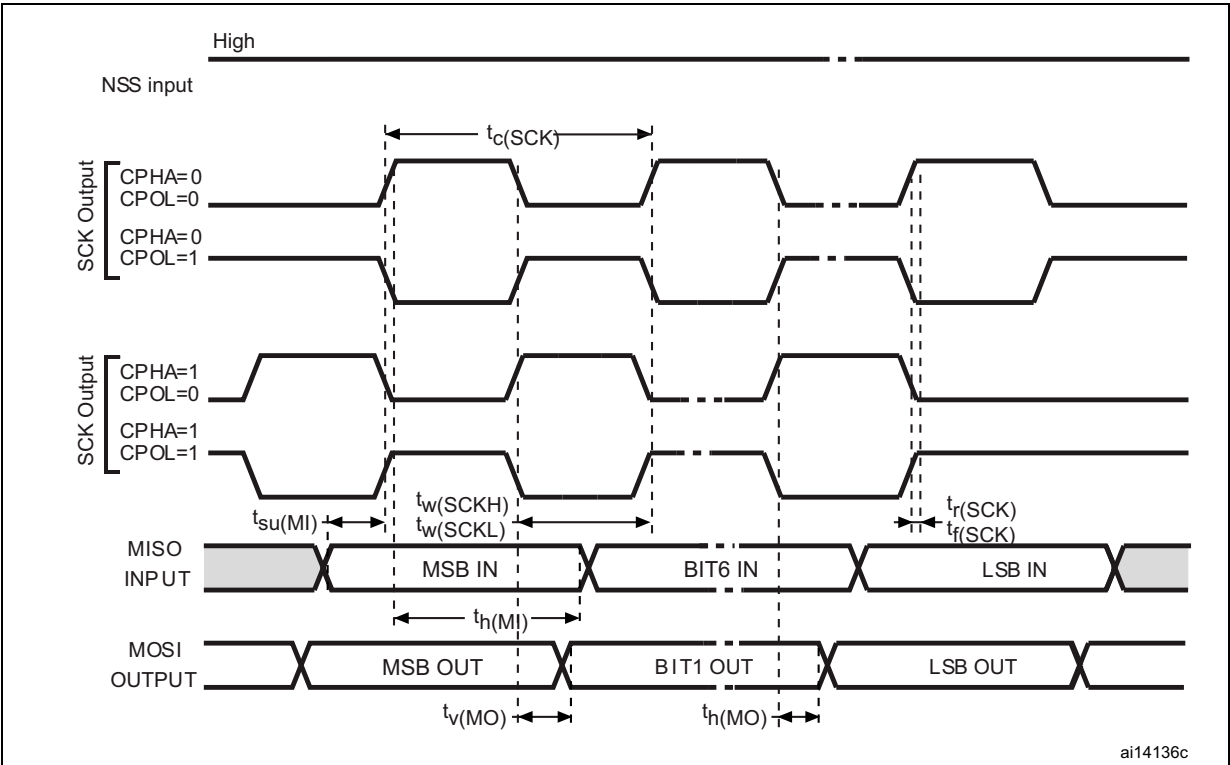 High
NSS input
tc(SCK)
SCK Output
CPHA=0
CPOL=0
CPHA=0
CPOL=1
SCK Output
CPHA=1
CPOL=0
CPHA=1
CPOL=1
tsu(MI)
tw(SCKH)
tw(SCKL)
tr(SCK)
tf(SCK)
MISO
INPUT
MSB IN
BIT6 IN
LSB IN
th(MI)
MOSI
OUTPUT
MSB OUT
BIT1 OUT
LSB OUT
tv(MO)
th(MO)
ai14136c